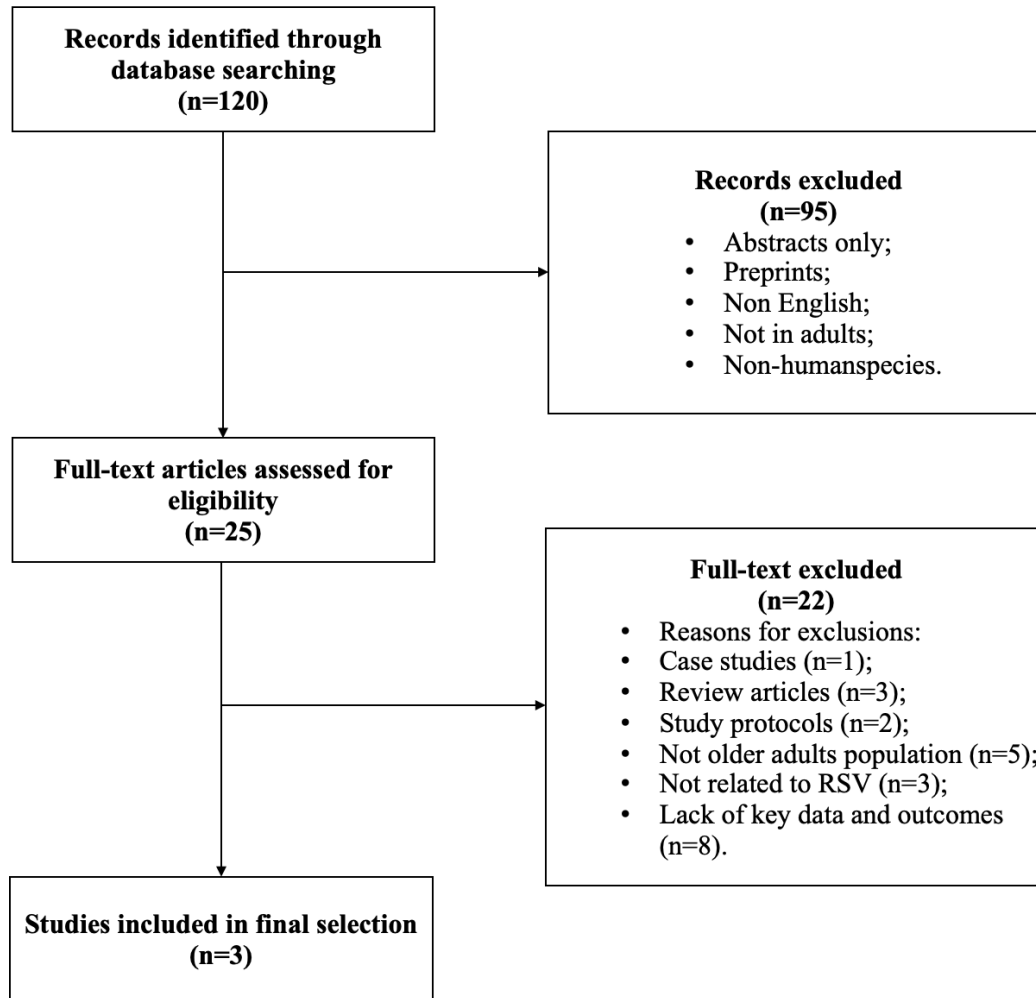 Records identified through
database searching
(n=120)
Records excluded
(n=95)
• Abstracts only;
• Preprints;
• Non English;
• Not in adults;
• Non-humanspecies.
Full-text articles assessed for
eligibility
(n=25)
Full-text excluded
(n=22)
• Reasons for exclusions:
• Case studies (n=1);
• Review articles (n=3);
• Study protocols (n=2);
• Not older adults population (n=5);
• Not related to RSV (n=3);
• Lack of key data and outcomes
(n=8).
Studies included in final selection
(n=3)